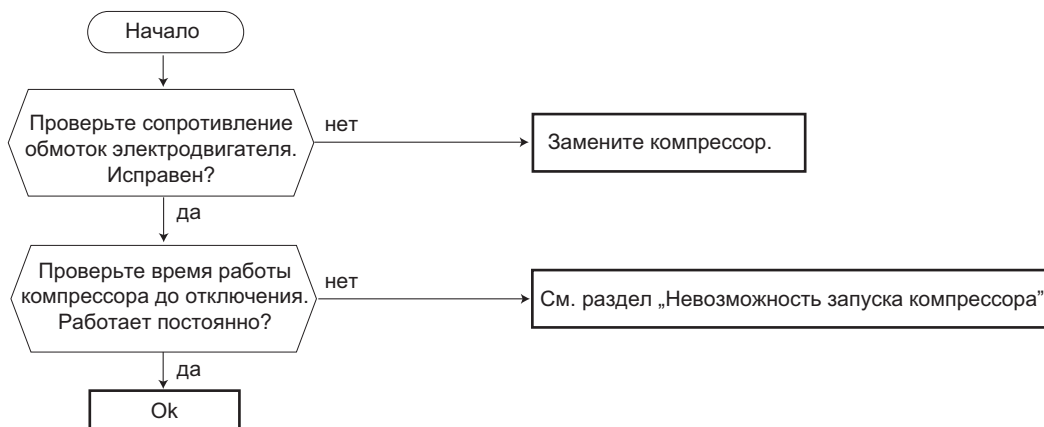 Начало
Проверьте сопротивление
обмоток электродвигателя.
Исправен?
нет
Замените компрессор.
да
Проверьте время работы
компрессора до отключения.
Работает постоянно?
нет
См. раздел „Невозможность запуска компрессора”
да
Ok